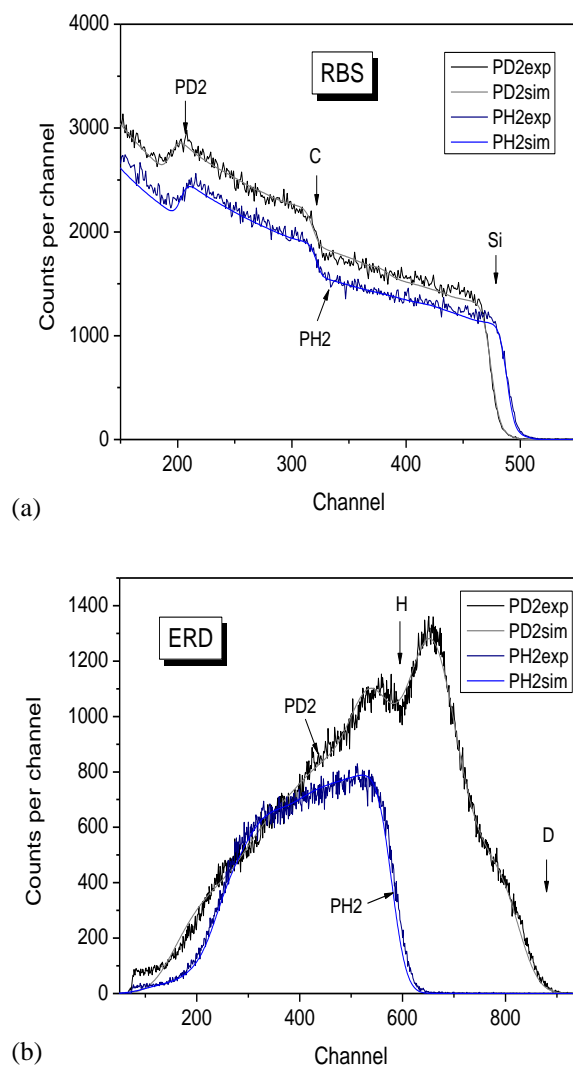 4000
3000
2000
1000
0
Counts per channel
200
300
400
500
Channel
RBS
PD2
C
Si
PH2
PD2exp
PD2sim
PH2exp
PH2sim
(a)
1400
1200
1000
800
600
400
200
0
Counts per channel
200
400
600
800
Channel
ERD
H
PD2
PH2
D
PD2exp
PD2sim
PH2exp
PH2sim
(b)